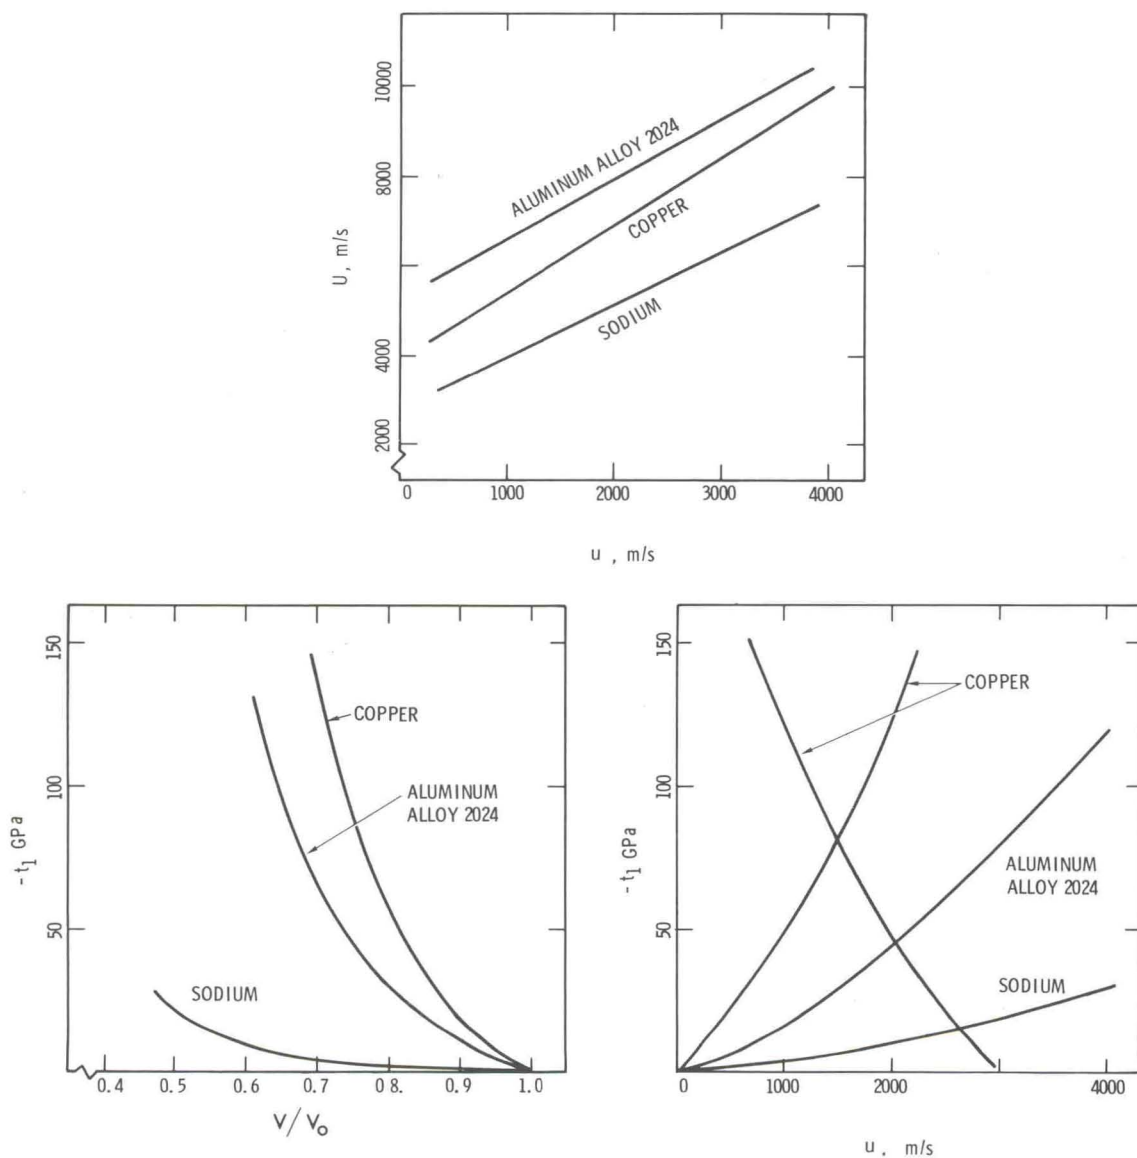 10000
8000
4000
2000
U, m/s
ALUMINUM ALLOY 2024
COPPER
SODIUM
0 1000 2000 3000 4000
u , m/s
150
100
50
- t1 GPa
COPPER
ALUMINUM
ALLOY 2024
SODIUM
0.4 0.5 0.6 0.7 0.8. 0.9 1.0
V/V₀
150
100
50
- t1 GPa
COPPER
ALUMINUM
ALLOY 2024
SODIUM
0 1000 2000 4000
u , m/s